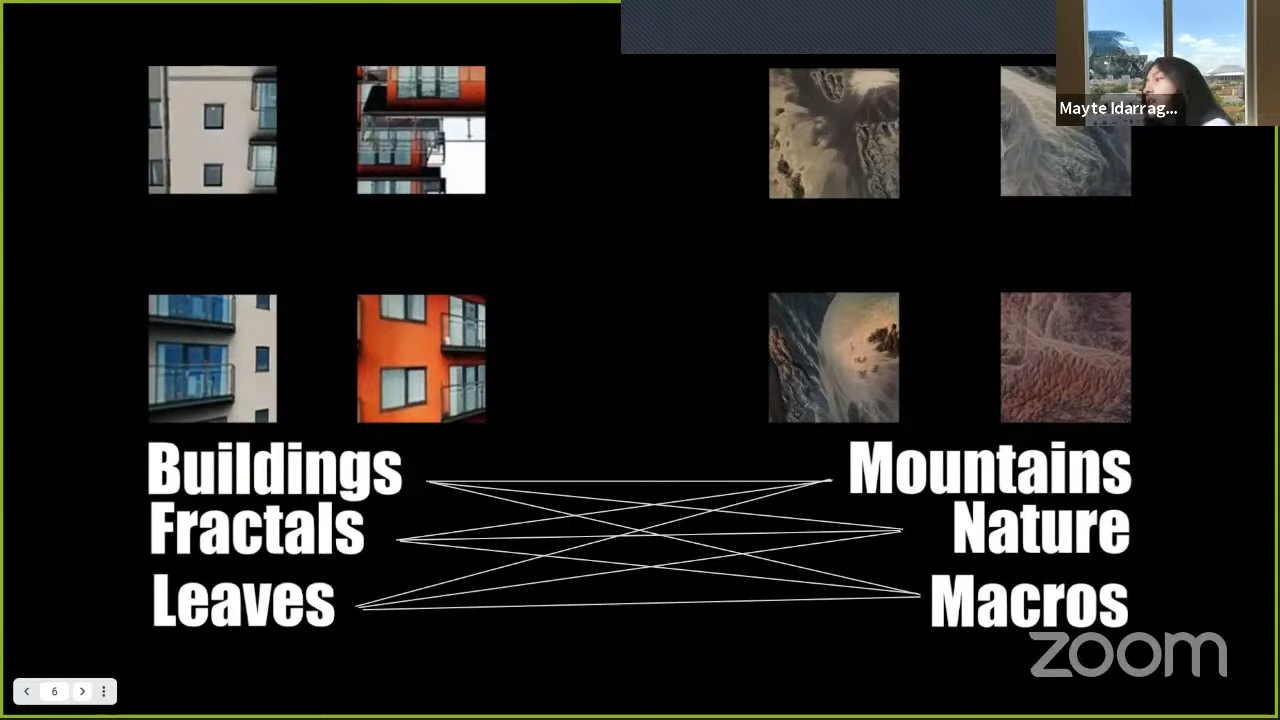 Mayte Idarrag...
Buildings
Mountains
Fractals
Nature
Leaves
Macros
zoom
6